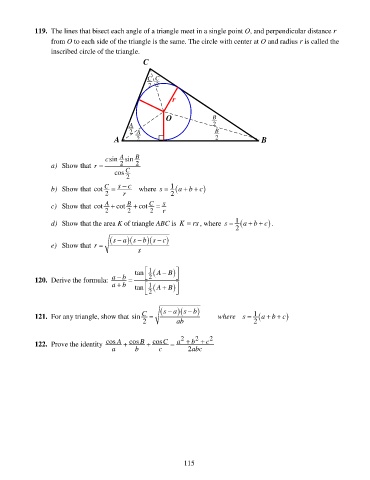 119. The lines that bisect each angle of a triangle meet in a single point O, and perpendicular distance r
from O to each side of the triangle is the same. The circle with center at O and radius r is called the
inscribed circle of the triangle.
C
C/2 C/2
r
O
A/2 B/2
A/2 B/2
A B
a) Show that r = (c sin A/2 sin B/2) / (cos C/2)
b) Show that cot C/2 = (s − c)/r where s = 1/2 (a + b + c)
c) Show that cot A/2 + cot B/2 + cot C/2 = s/r
d) Show that the area K of triangle ABC is K = rs, where s = 1/2 (a + b + c).
e) Show that r = √((s − a)(s − b)(s − c)/s)
120. Derive the formula: (a − b)/(a + b) = tan[1/2 (A − B)] / tan[1/2 (A + B)]
121. For any triangle, show that sin C/2 = √((s − a)(s − b)/ab) where s = 1/2 (a + b + c)
122. Prove the identity cos A/a + cos B/b + cos C/c = (a² + b² + c²)/2abc
115